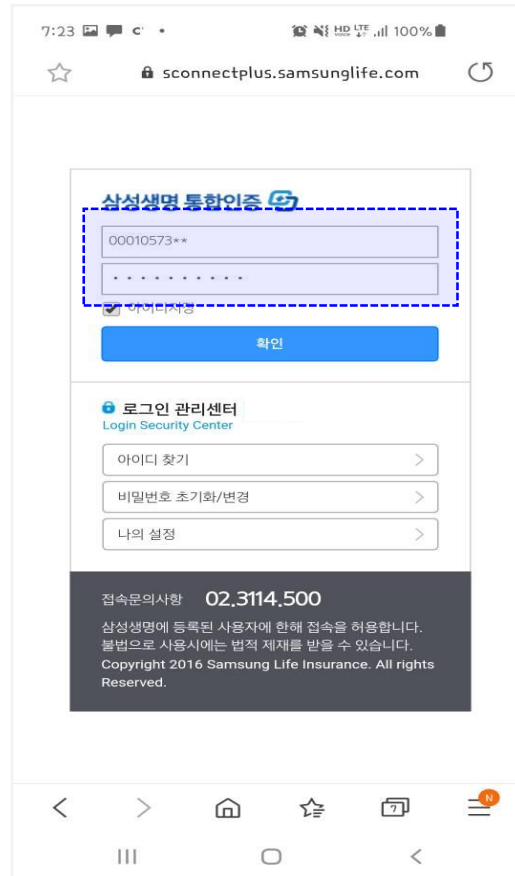 7:23 C' • HD LTE 100%
sconnectplus.samsunglife.com
삼성생명 통합인증
00010573**
• • • • • • • • • •
확인
로그인 관리센터
Login Security Center
아이디 찾기
비밀번호 초기화/변경
나의 설정
접속문의사항 02.3114.500
삼성생명에 등록된 사용자에 한해 접속을 허용합니다.
불법으로 사용시에는 법적 제재를 받을 수 있습니다.
Copyright 2016 Samsung Life Insurance. All rights
Reserved.
7
N